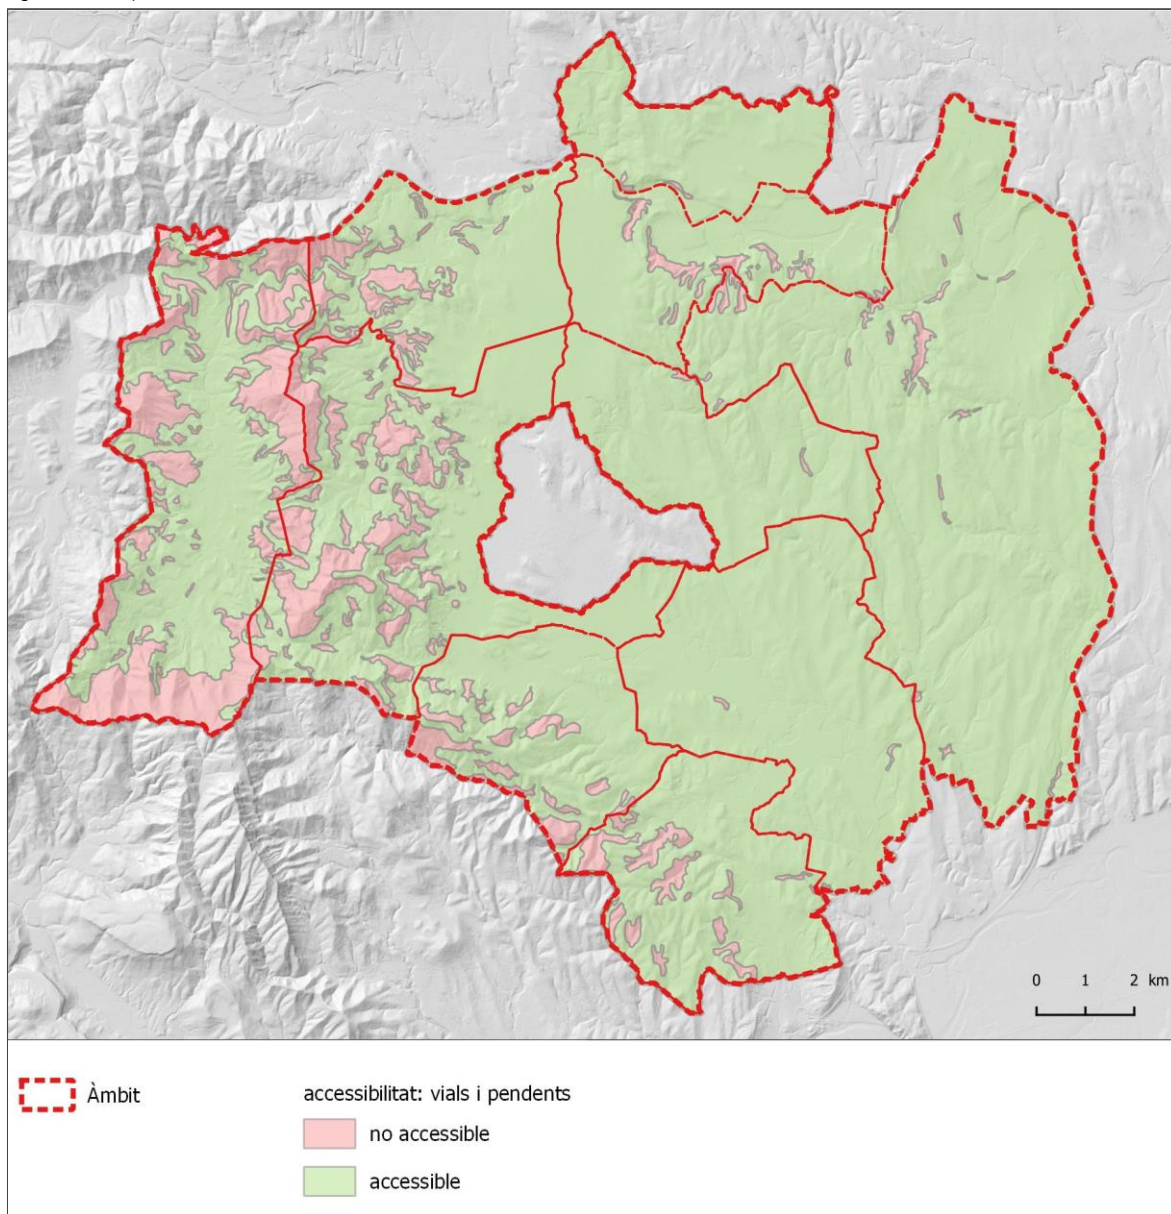 0 1 2 km
Àmbit
accessibilitat: vials i pendents
no accessible
accessible